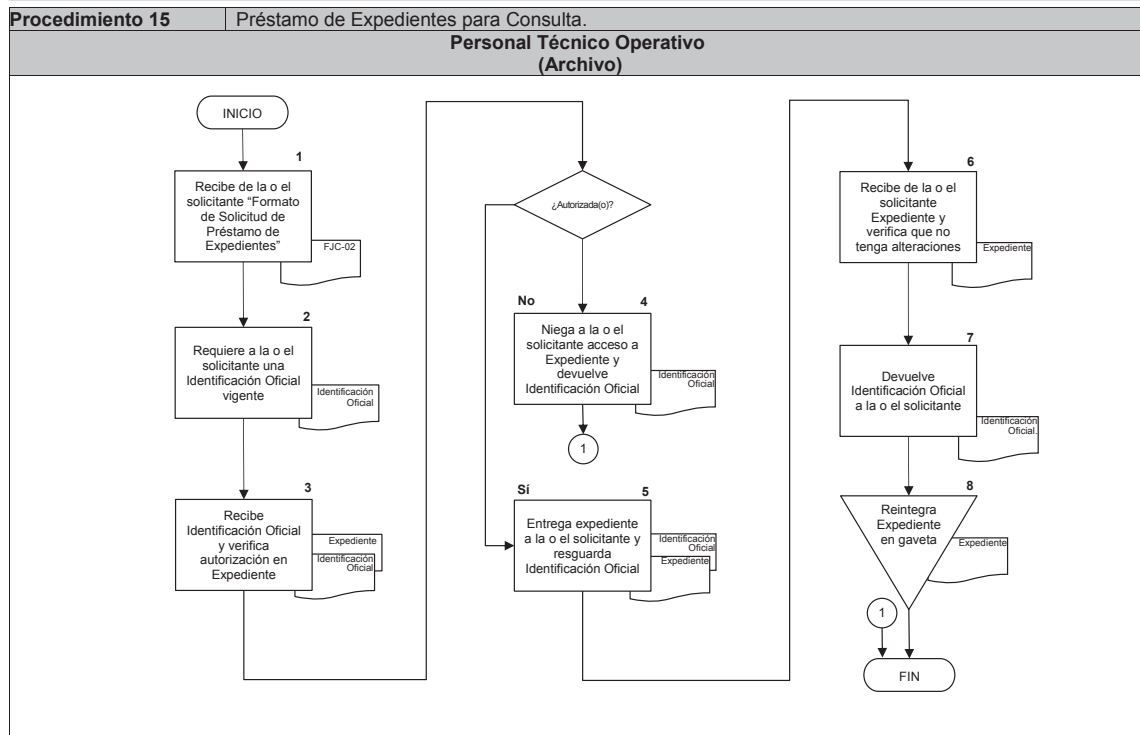 Procedimiento 15 Préstamo de Expedientes para Consulta.
Personal Técnico Operativo
(Archivo)
INICIO
1
Recibe de la o el
solicitante “Formato
de Solicitud de
Préstamo de
Expedientes”
FJC-02
2
Requiere a la o el
solicitante una
Identificación Oficial
vigente
Identificación
Oficial
3
Recibe
Identificación Oficial
y verifica
autorización en
Expediente
Expediente
Identificación
Oficial
¿Autorizada(o)?
No
4
Niega a la o el
solicitante acceso a
Expediente y
devuelve
Identificación Oficial
Identificación
Oficial
1
Sí
5
Entrega expediente
a la o el solicitante y
resguarda
Identificación Oficial
Identificación
Oficial
Expediente
6
Recibe de la o el
solicitante
Expediente y
verifica que no
tenga alteraciones
Expediente
7
Devuelve
Identificación Oficial
a la o el solicitante
Identificación
Oficial.
8
Reintegra
Expediente
en gaveta
Expediente
1
FIN